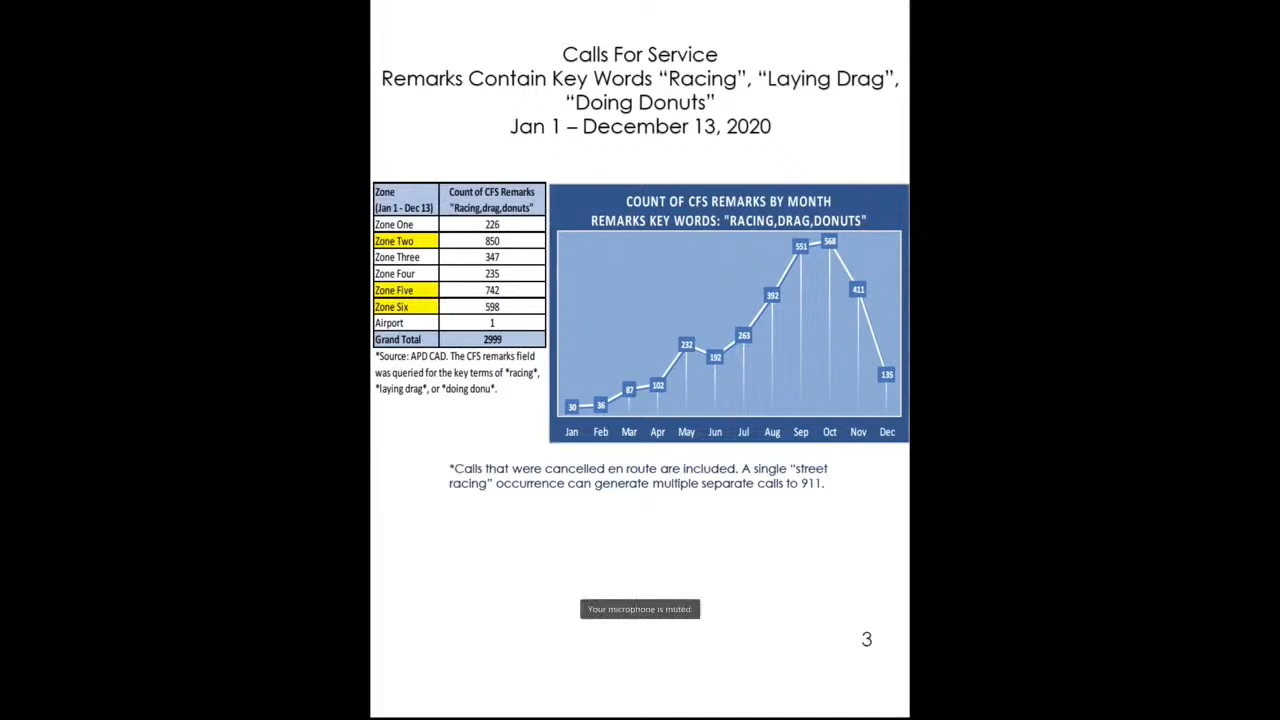 Calls For Service
Remarks Contain Key Words “Racing”, “Laying Drag”,
“Doing Donuts”
Jan 1 – December 13, 2020
Zone
(Jan 1 - Dec 13)
Count of CFS Remarks
"Racing,drag,donuts"
Zone One 226
Zone Two 850
Zone Three 347
Zone Four 235
Zone Five 742
Zone Six 598
Airport 1
Grand Total 2999
*Source: APD CAD. The CFS remarks field
was queried for the key terms of *racing*,
*laying drag*, or *doing donu*.
COUNT OF CFS REMARKS BY MONTH
REMARKS KEY WORDS: "RACING,DRAG,DONUTS"
30 36 87 102 232 192 263 392 551 568 411 135
Jan Feb Mar Apr May Jun Jul Aug Sep Oct Nov Dec
*Calls that were cancelled en route are included. A single “street
racing” occurrence can generate multiple separate calls to 911.
Your microphone is muted
3